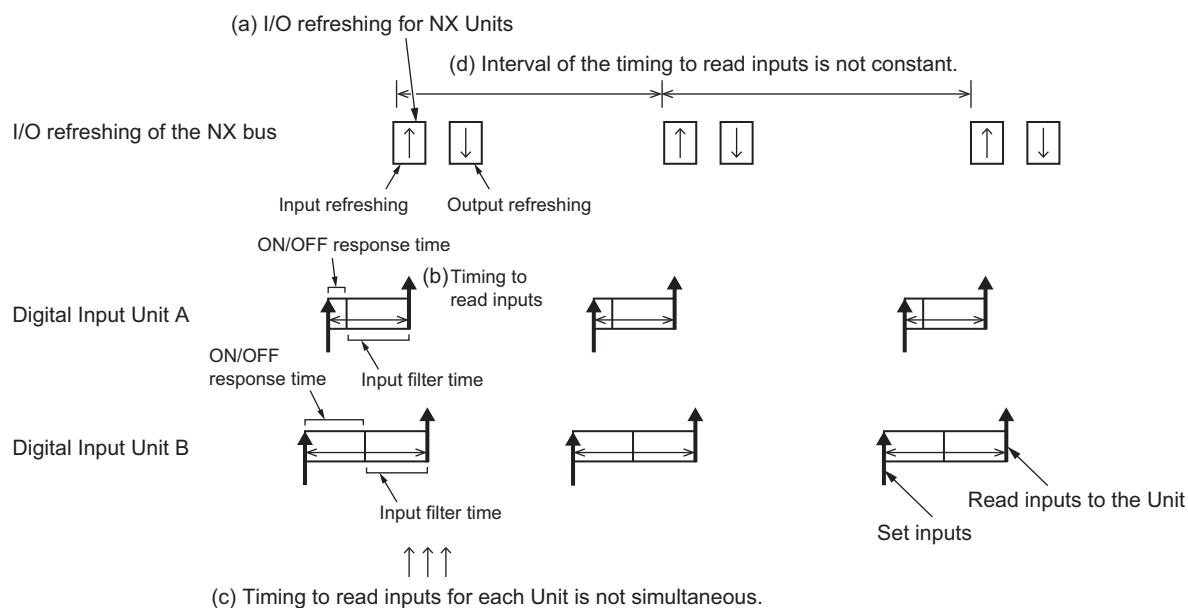 (a) I/O refreshing for NX Units
(d) Interval of the timing to read inputs is not constant.
I/O refreshing of the NX bus
Input refreshing
Output refreshing
ON/OFF response time
(b) Timing to
read inputs
Digital Input Unit A
ON/OFF
response time
Input filter time
Digital Input Unit B
Input filter time
Read inputs to the Unit
Set inputs
(c) Timing to read inputs for each Unit is not simultaneous.